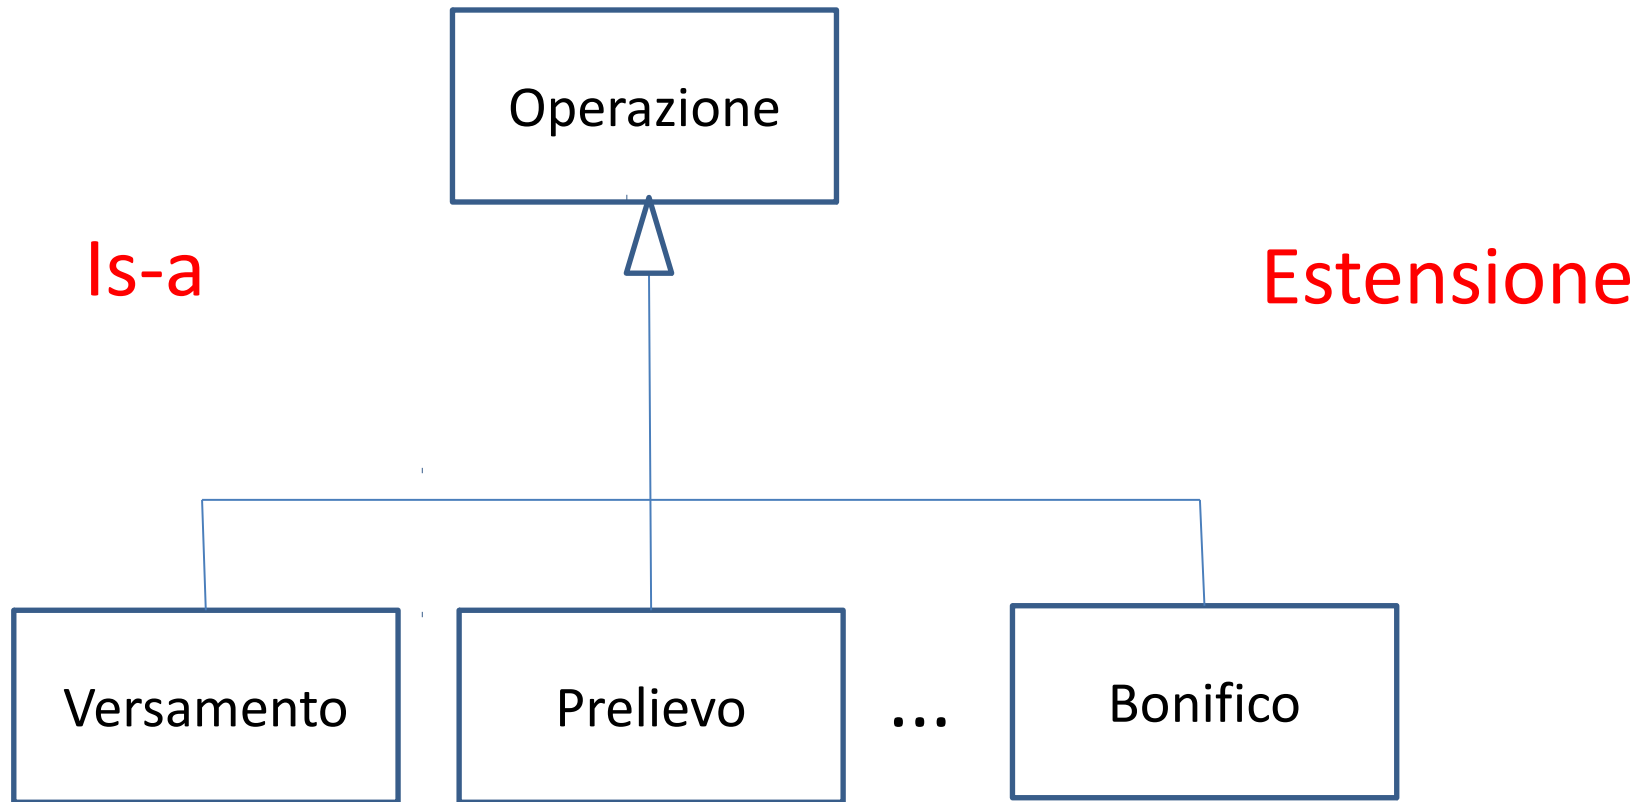 Operazione
Is-a
Estensione
Versamento
Prelievo
...
Bonifico